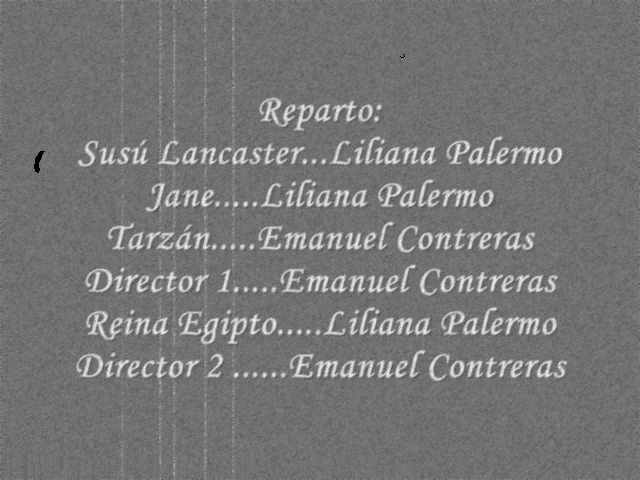 Reparto:
Susú Lancaster...Liliana Palermo
Jane.....Liliana Palermo
Tarzán.....Emanuel Contreras
Director 1.....Emanuel Contreras
Reina Egipto.....Liliana Palermo
Director 2 ......Emanuel Contreras